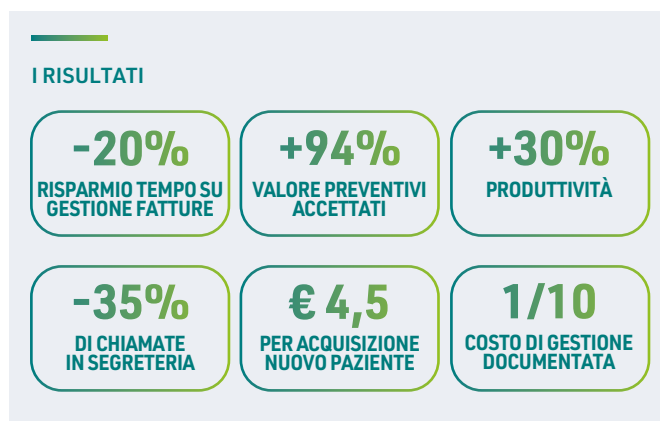 I RISULTATI
-20%
RISPARMIO TEMPO SU
GESTIONE FATTURE
+94%
VALORE PREVENTIVI
ACCETTATI
+30%
PRODUTTIVITÀ
-35%
DI CHIAMATE
IN SEGRETERIA
€ 4,5
PER ACQUISIZIONE
NUOVO PAZIENTE
1/10
COSTO DI GESTIONE
DOCUMENTATA